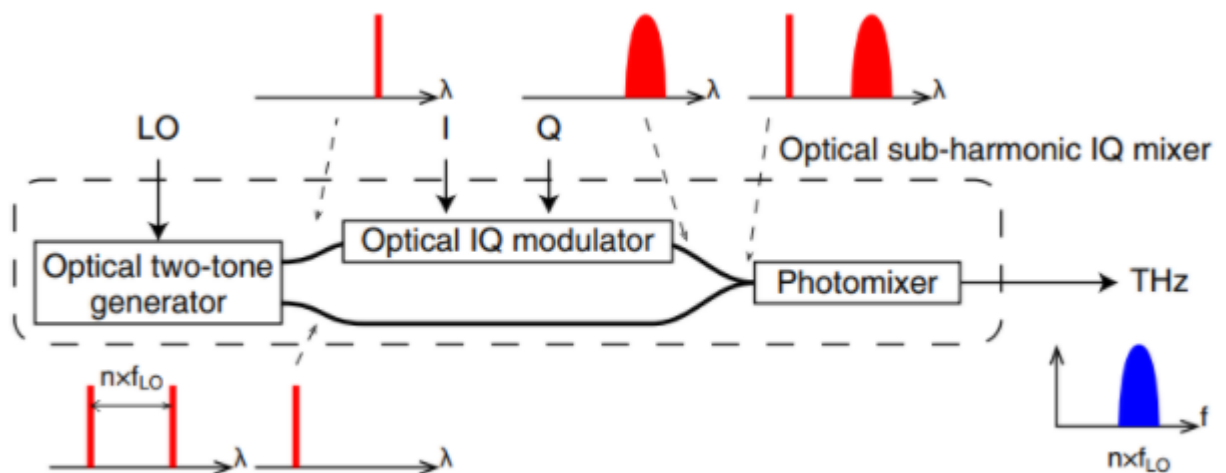 λ
λ
λ
LO
I
Q
Optical sub-harmonic IQ mixer
Optical IQ modulator
Optical two-tone
generator
Photomixer
THz
n×f_LO
λ
λ
f
n×f_LO